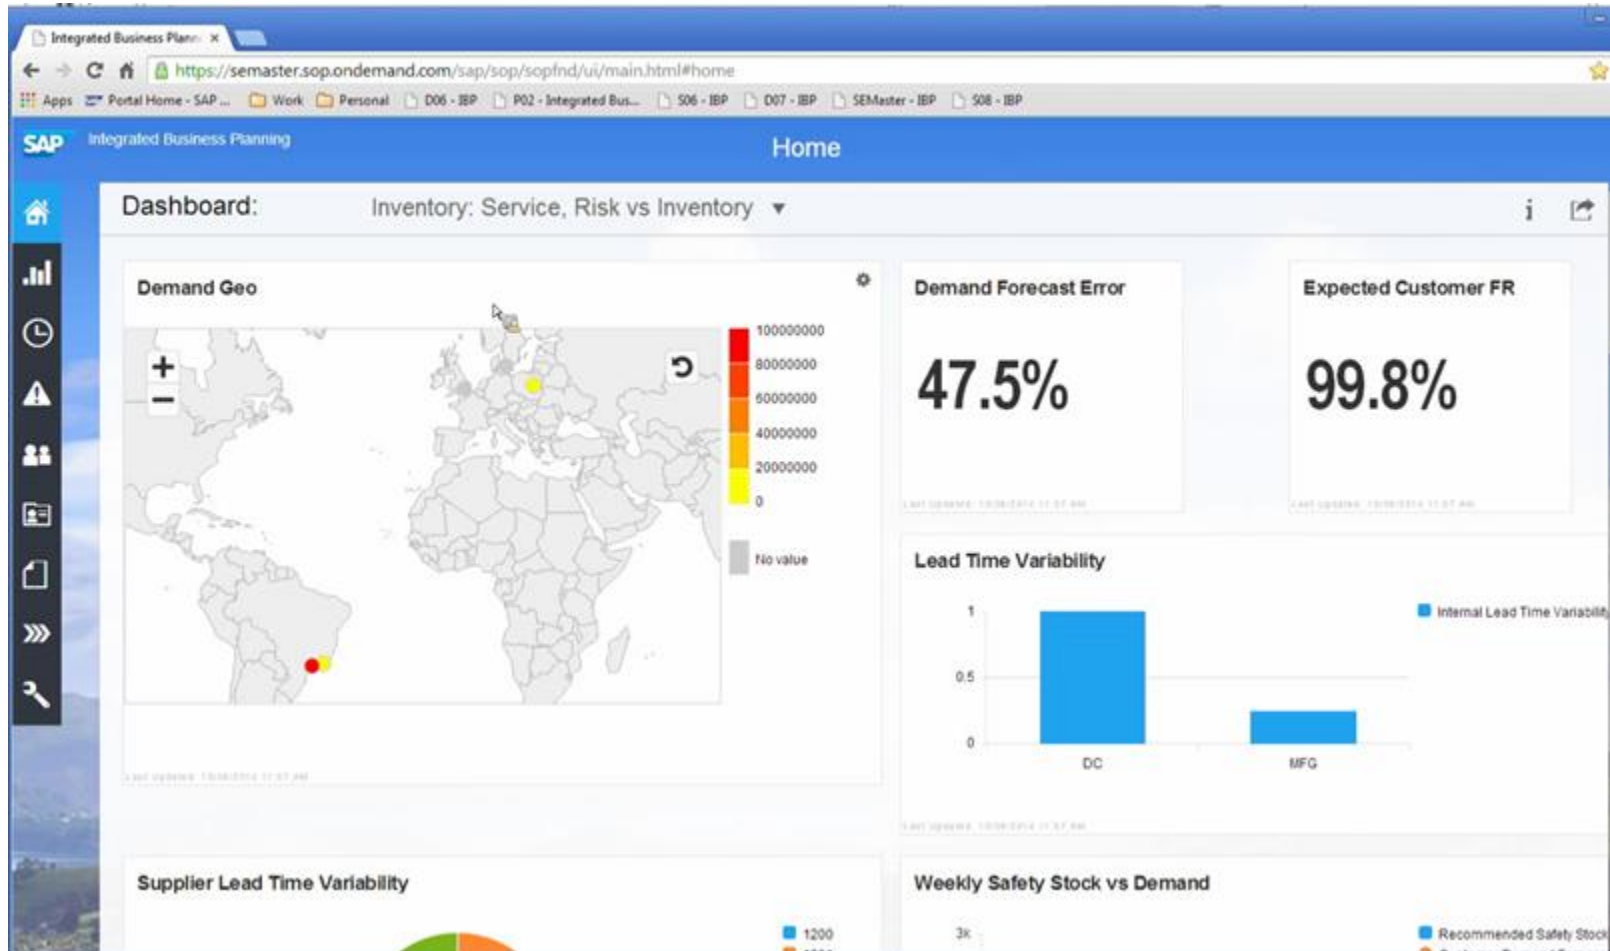 Integrated Business Plann
https://semaster.sop.ondemand.com/sap/sop/sopfnd/ui/main.html#home
Apps Portal Home - SAP ... Work Personal D06 - IBP P02 - Integrated Bus... S06 - IBP D07 - IBP SEMaster - IBP S08 - IBP
SAP Integrated Business Planning
Home
Dashboard: Inventory: Service, Risk vs Inventory
Demand Geo
100000000
80000000
60000000
40000000
20000000
0
No value
Demand Forecast Error
47.5%
Expected Customer FR
99.8%
Lead Time Variability
1
0.5
0
DC
MFG
Internal Lead Time Variability
Supplier Lead Time Variability
1200
Weekly Safety Stock vs Demand
3k
Recommended Safety Stock